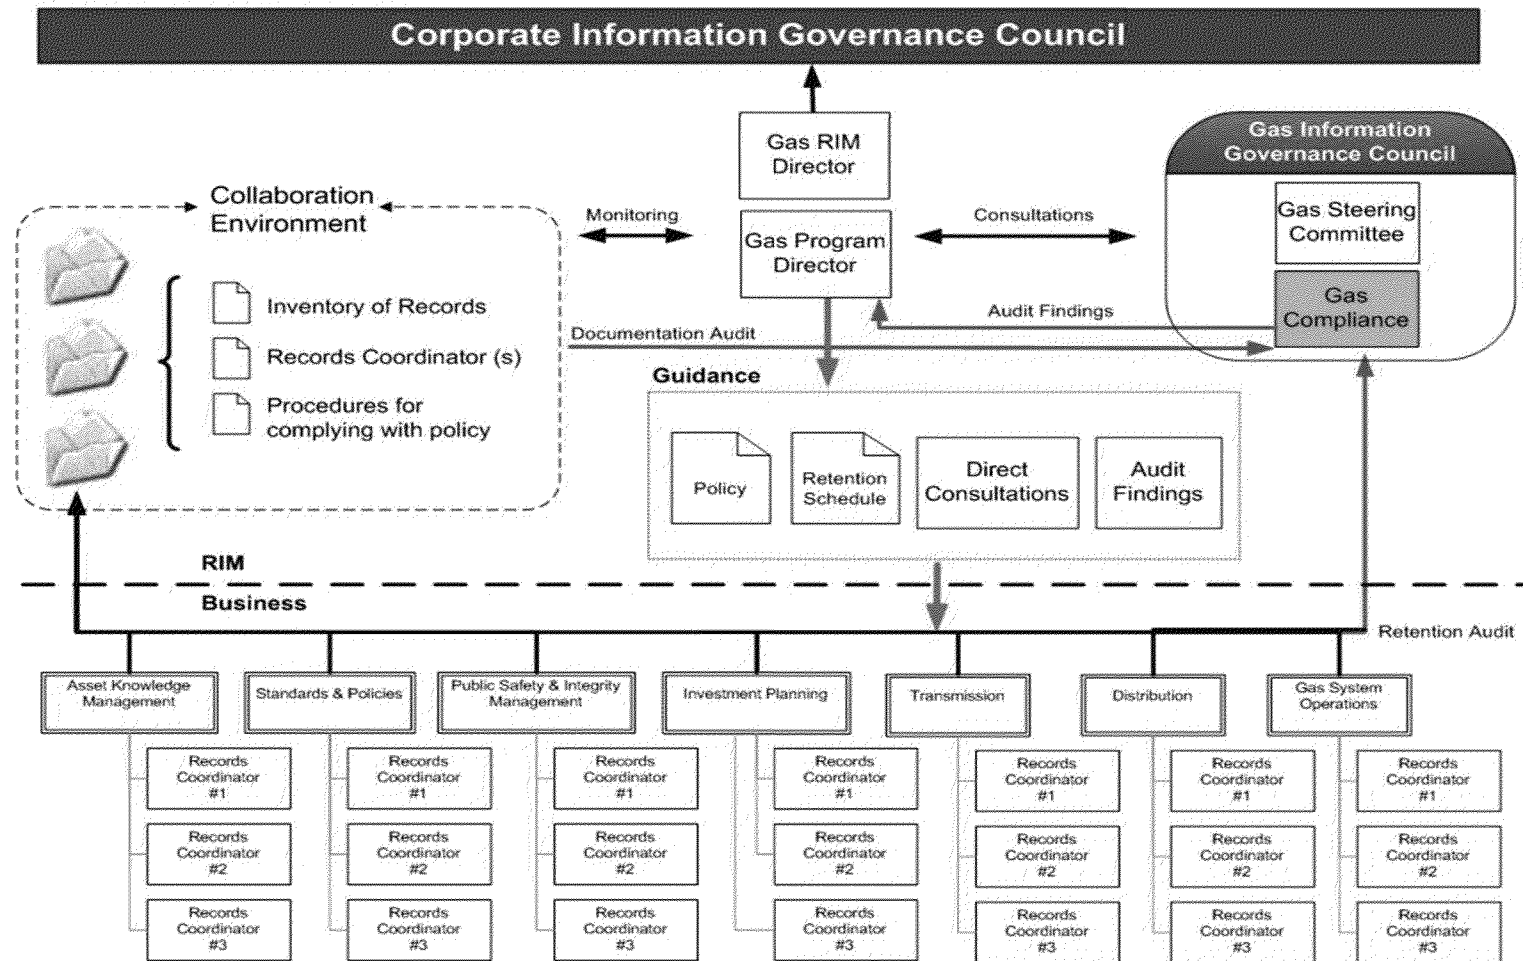 Corporate Information Governance Council
Gas RIM
Director
Gas Information
Governance Council
Collaboration
Environment
Monitoring
Gas Program
Director
Consultations
Gas Steering
Committee
Inventory of Records
Records Coordinator (s)
Procedures for
complying with policy
Documentation Audit
Audit Findings
Gas
Compliance
Guidance
Policy
Retention
Schedule
Direct
Consultations
Audit
Findings
RIM
Business
Retention Audit
Asset Knowledge
Management
Standards & Policies
Public Safety & Integrity
Management
Investment Planning
Transmission
Distribution
Gas System
Operations
Records
Coordinator
#1
Records
Coordinator
#1
Records
Coordinator
#1
Records
Coordinator
#1
Records
Coordinator
#1
Records
Coordinator
#1
Records
Coordinator
#1
Records
Coordinator
#2
Records
Coordinator
#2
Records
Coordinator
#2
Records
Coordinator
#2
Records
Coordinator
#2
Records
Coordinator
#2
Records
Coordinator
#2
Records
Coordinator
#3
Records
Coordinator
#3
Records
Coordinator
#3
Records
Coordinator
#3
Records
Coordinator
#3
Records
Coordinator
#3
Records
Coordinator
#3